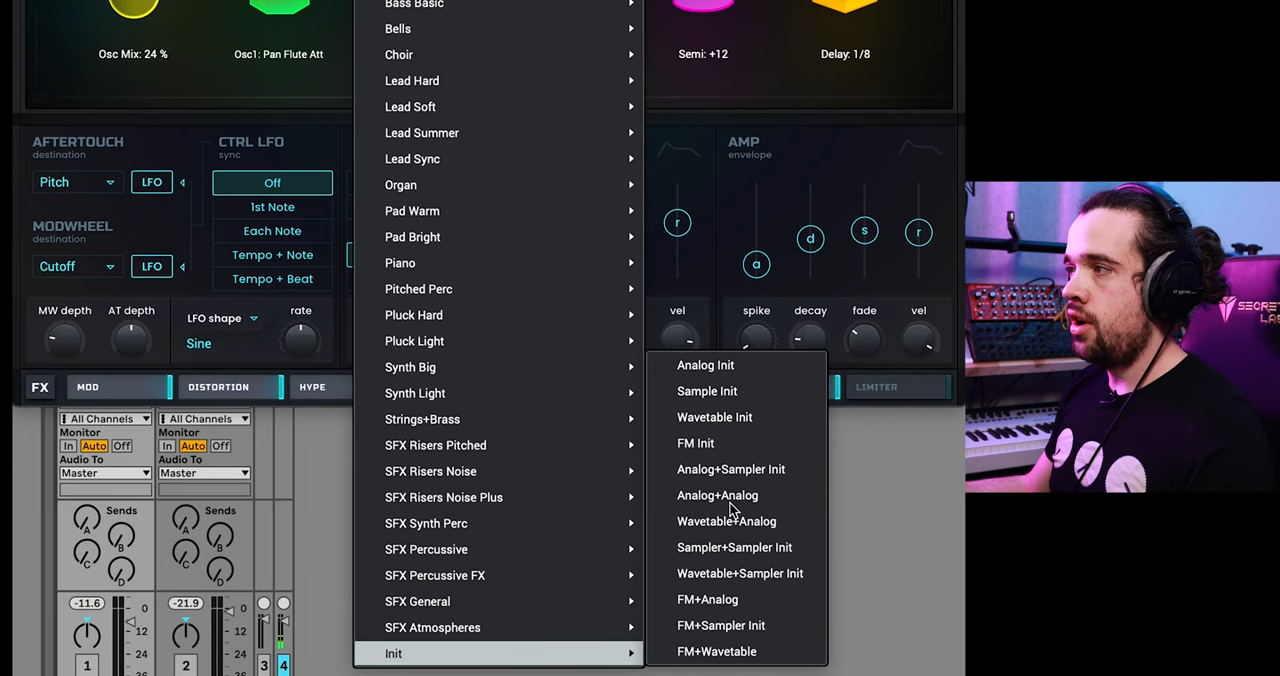 Osc Mix: 24 %
Osc1: Pan Flute Att
Semi: +12
Delay: 1/8
Bass Basic
Bells
Choir
Lead Hard
Lead Soft
Lead Summer
Lead Sync
Organ
Pad Warm
Pad Bright
Piano
Pitched Perc
Pluck Hard
Pluck Light
Synth Big
Synth Light
Strings+Brass
SFX Risers Pitched
SFX Risers Noise
SFX Risers Noise Plus
SFX Synth Perc
SFX Percussive
SFX Percussive FX
SFX General
SFX Atmospheres
Init
Analog Init
Sample Init
Wavetable Init
FM Init
Analog+Sampler Init
Analog+Analog
Wavetable+Analog
Sampler+Sampler Init
Wavetable+Sampler Init
FM+Analog
FM+Sampler Init
FM+Wavetable
AFTERTOUCH
destination
Pitch
LFO
MODWHEEL
destination
Cutoff
LFO
CTRL LFO
sync
Off
1st Note
Each Note
Tempo + Note
Tempo + Beat
MW depth
AT depth
LFO shape
Sine
rate
r
vel
AMP
envelope
a
d
s
r
spike
decay
fade
vel
FX
MOD
DISTORTION
HYPE
LIMITER
All Channels
All Channels
Monitor
Monitor
In Auto Off
In Auto Off
Audio To
Audio To
Master
Master
Sends
Sends
A
B
C
D
A
B
C
D
-11.6
-21.9
0
12
24
36
0
12
24
36
1
2
3
4
SECRET
LAB